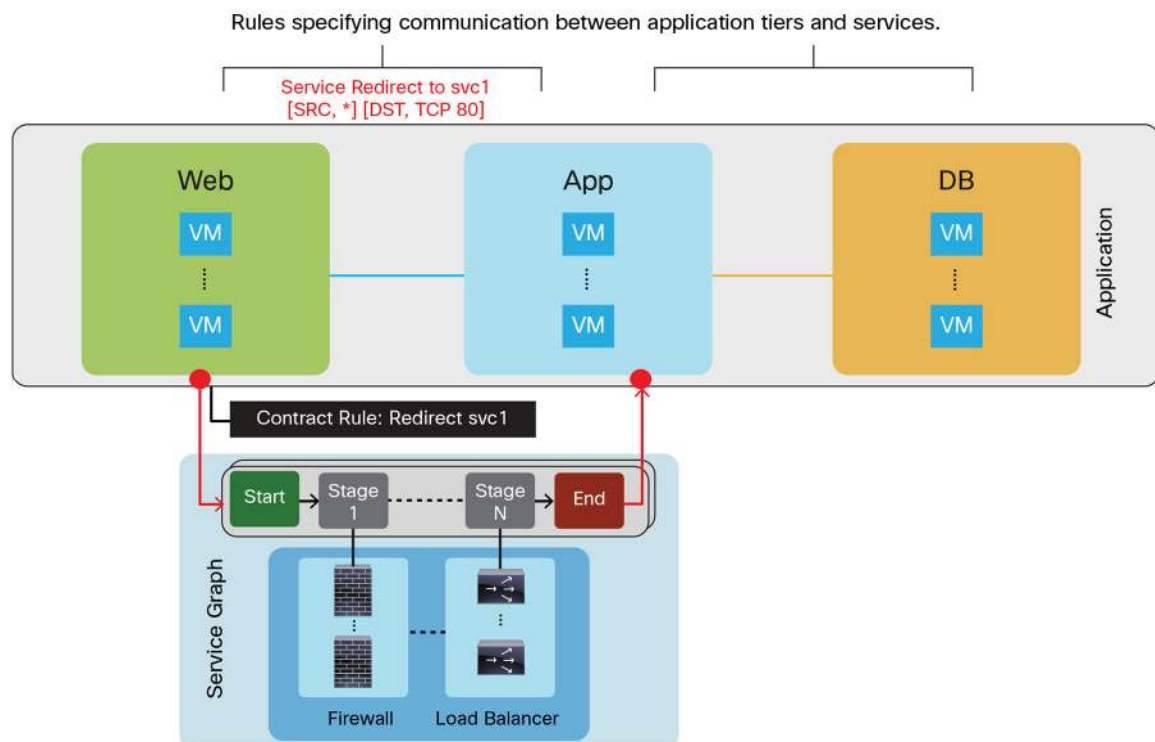 Rules specifying communication between application tiers and services.
Service Redirect to svc1
[SRC, *] [DST, TCP 80]
Web
App
DB
VM
VM
VM
VM
VM
VM
Application
Contract Rule: Redirect svc1
Start
Stage
1
Stage
N
End
Service Graph
Firewall
Load Balancer